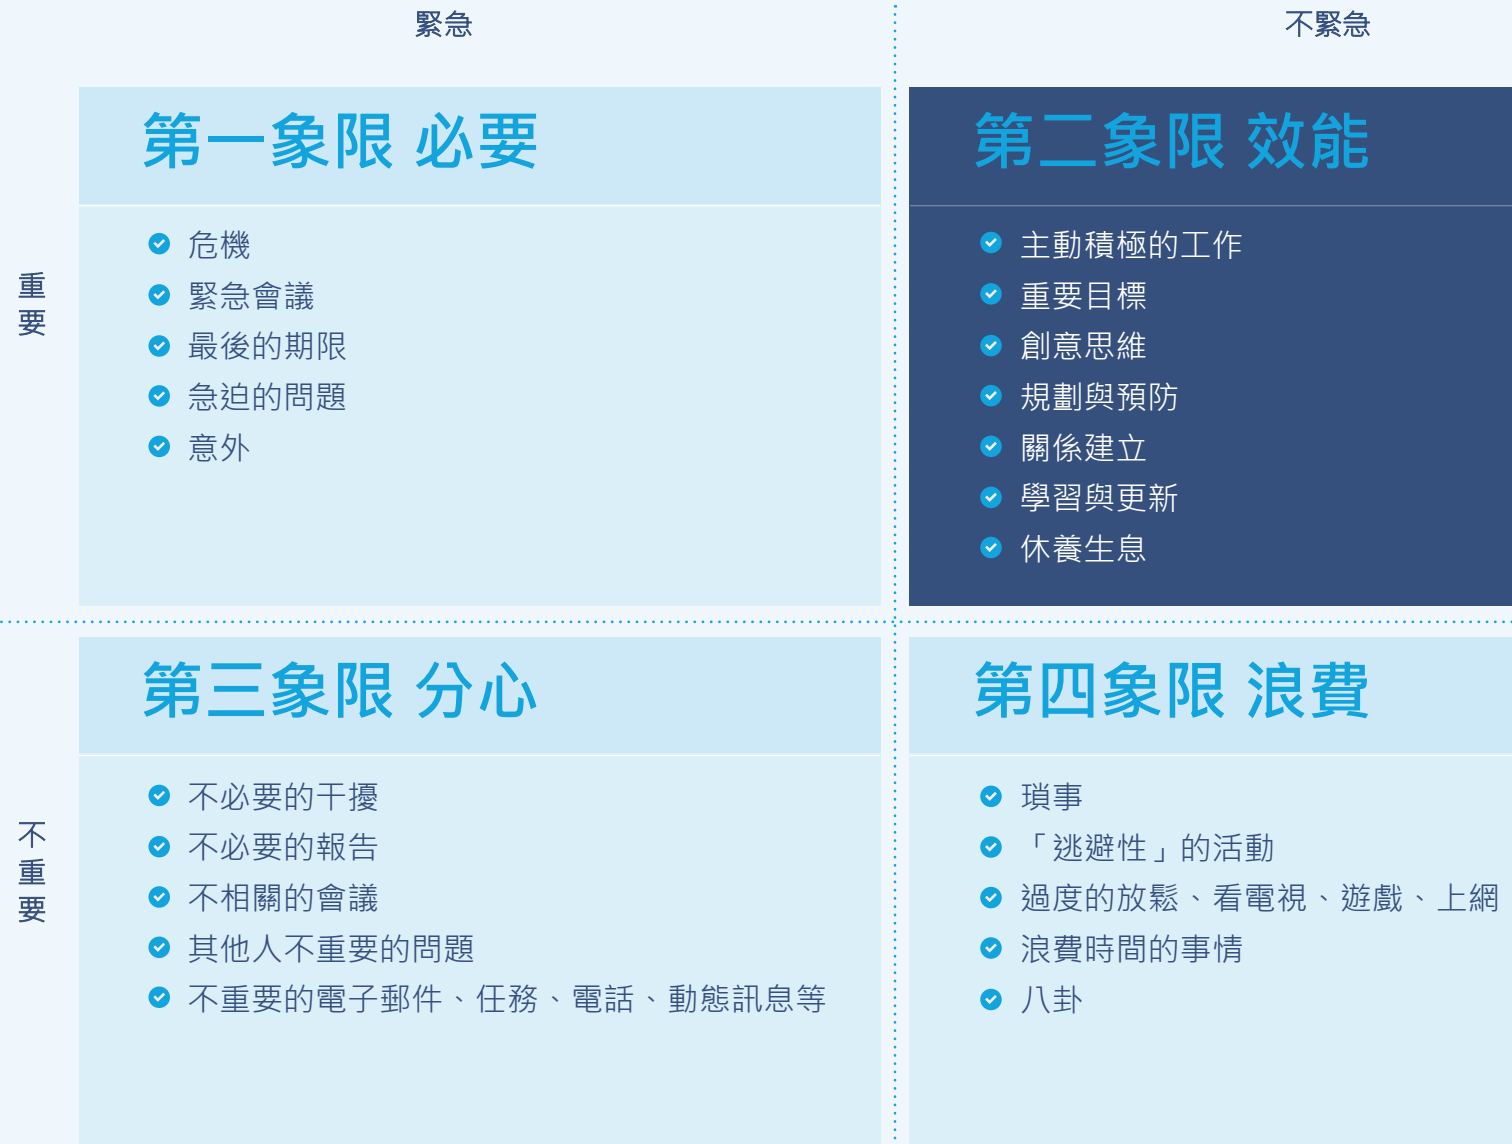 緊急
不緊急
重要
第一象限 必要
危機
緊急會議
最後的期限
急迫的問題
意外
第二象限 效能
主動積極的工作
重要目標
創意思維
規劃與預防
關係建立
學習與更新
休養生息
不重要
第三象限 分心
不必要的干擾
不必要的報告
不相關的會議
其他人不重要的問題
不重要的電子郵件、任務、電話、動態訊息等
第四象限 浪費
瑣事
「逃避性」的活動
過度的放鬆、看電視、遊戲、上網
浪費時間的事情
八卦